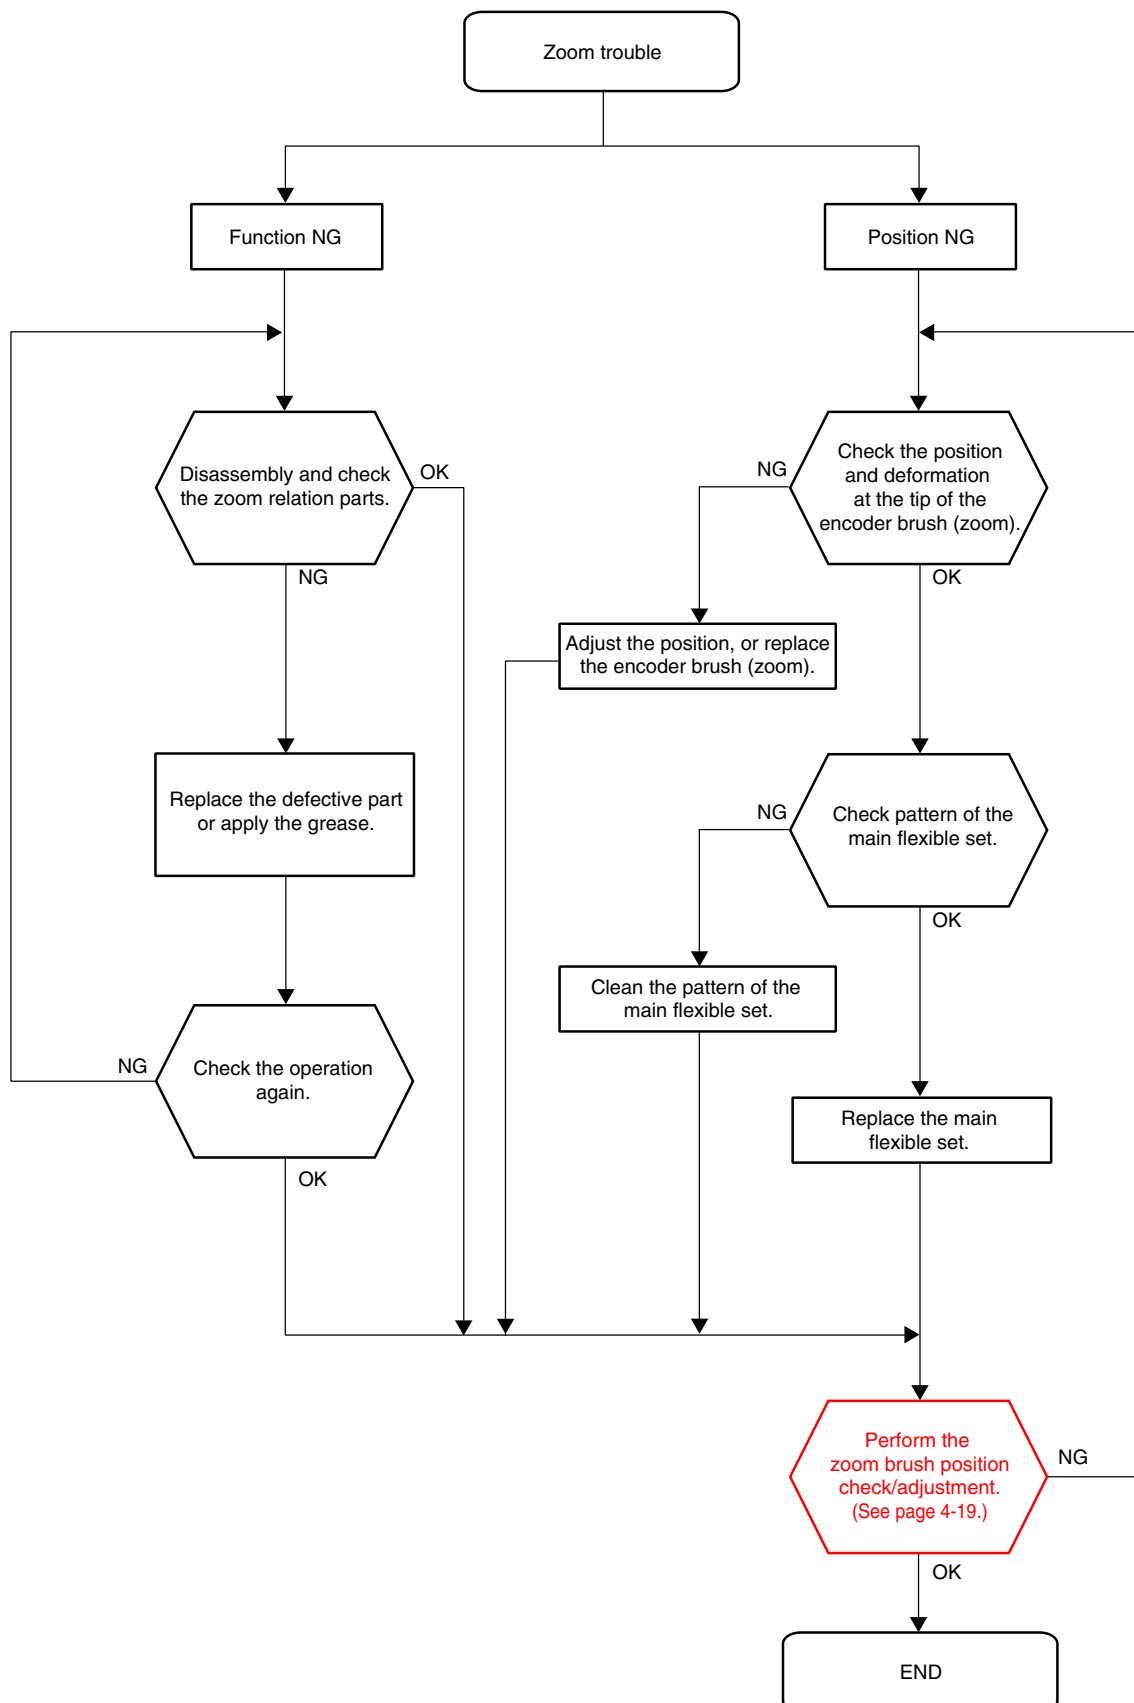 Zoom trouble
Function NG
Position NG
Disassembly and check
the zoom relation parts.
OK
NG
NG
Check the position
and deformation
at the tip of the
encoder brush (zoom).
OK
Adjust the position, or replace
the encoder brush (zoom).
Replace the defective part
or apply the grease.
NG
Check pattern of the
main flexible set.
OK
Clean the pattern of the
main flexible set.
NG
Check the operation
again.
OK
Replace the main
flexible set.
Perform the
zoom brush position
check/adjustment.
(See page 4-19.)
NG
OK
END